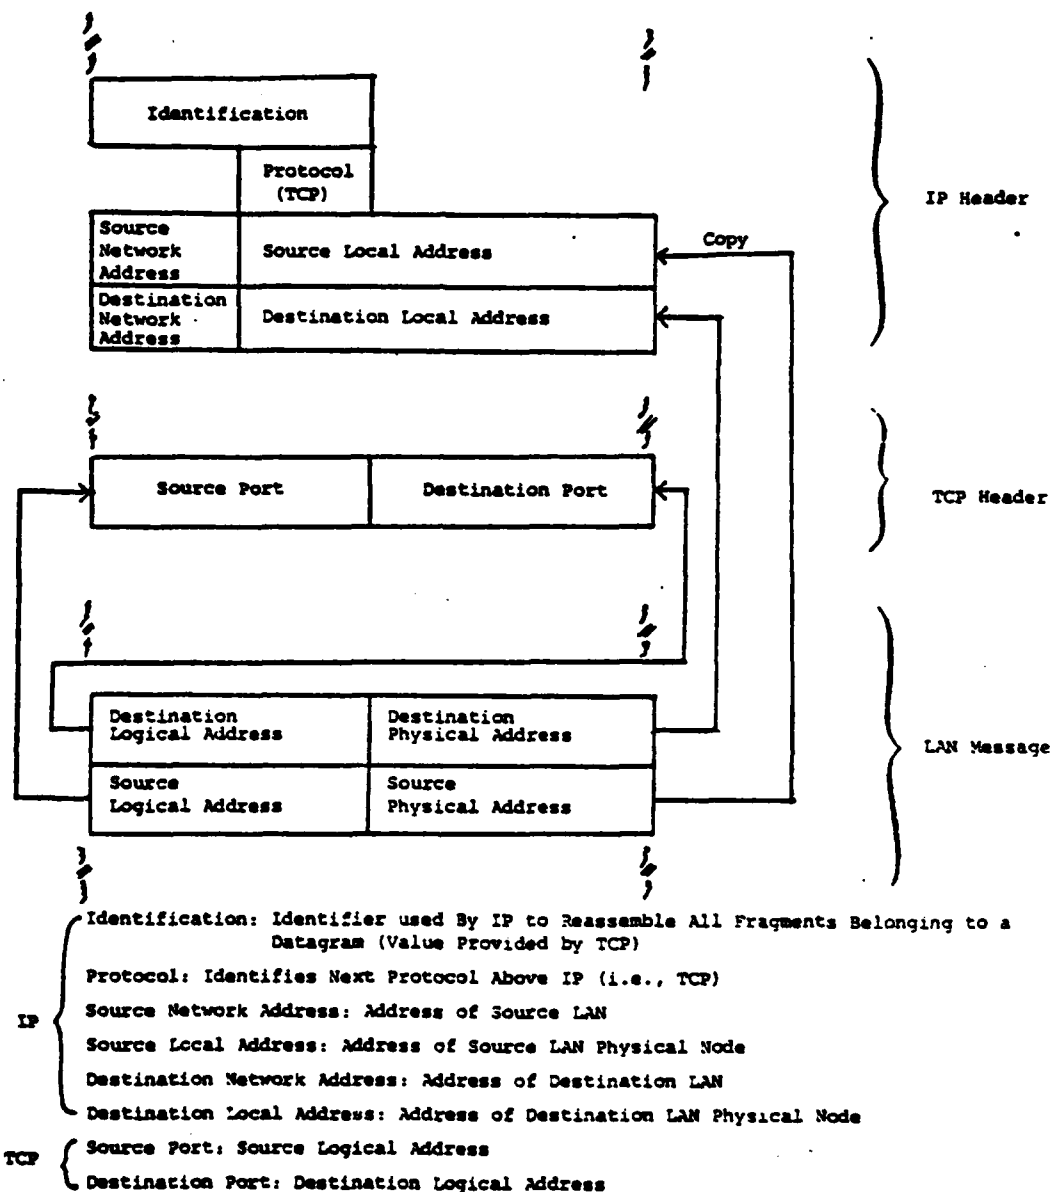 Identification
Protocol
(TCP)
IP Header
Source
Network
Address
Source Local Address
Copy
Destination
Network
Address
Destination Local Address
Source Port
Destination Port
TCP Header
Destination
Logical Address
Destination
Physical Address
LAN Message
Source
Logical Address
Source
Physical Address
Identification: Identifier used By IP to Reassemble All Fragments Belonging to a
Datagram (Value Provided by TCP)
Protocol: Identifies Next Protocol Above IP (i.e., TCP)
Source Network Address: Address of Source LAN
IP
Source Local Address: Address of Source LAN Physical Node
Destination Network Address: Address of Destination LAN
Destination Local Address: Address of Destination LAN Physical Node
TCP
Source Port: Source Logical Address
Destination Port: Destination Logical Address